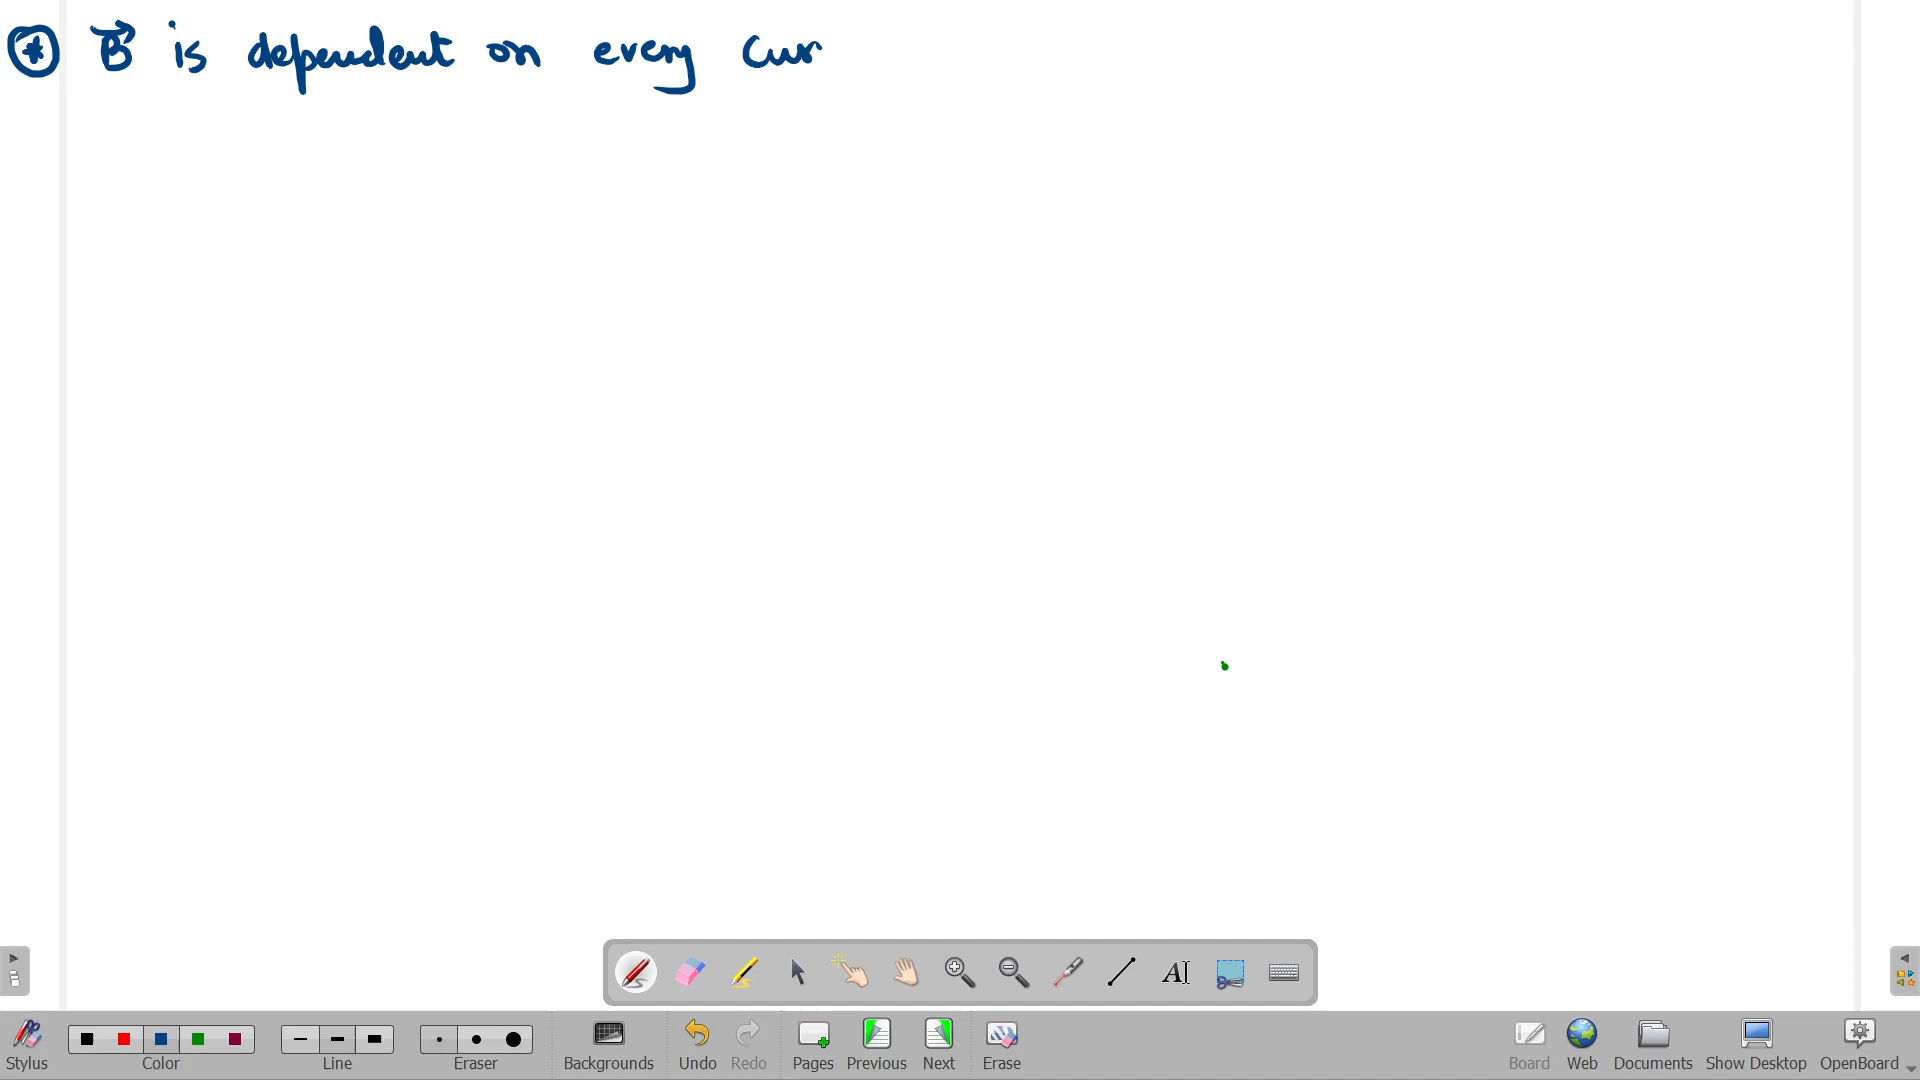 ⊛ B⃗ is dependent on every cur
Stylus Color Line Eraser Backgrounds Undo Redo Pages Previous Next Erase Board Web Documents Show Desktop OpenBoard